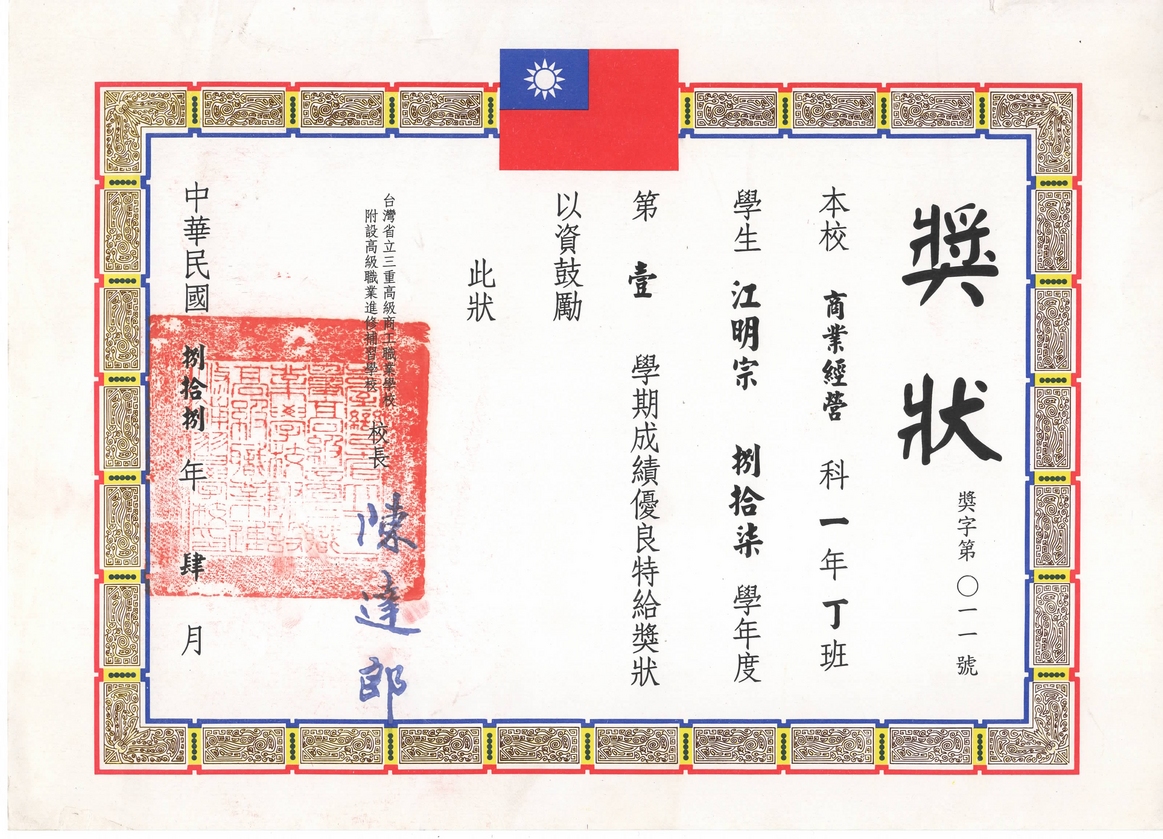 獎狀
獎字第〇一一號
本校 商業經營 科 一 年 丁 班
學生 江明宗 捌拾柒 學年度
第 壹 學期成績優良特給獎狀
以資鼓勵
此狀
台灣省立三重高級商工職業學校
附設高級職業進修補習學校
校長
陳達郎
中華民國 捌拾捌 年 肆 月